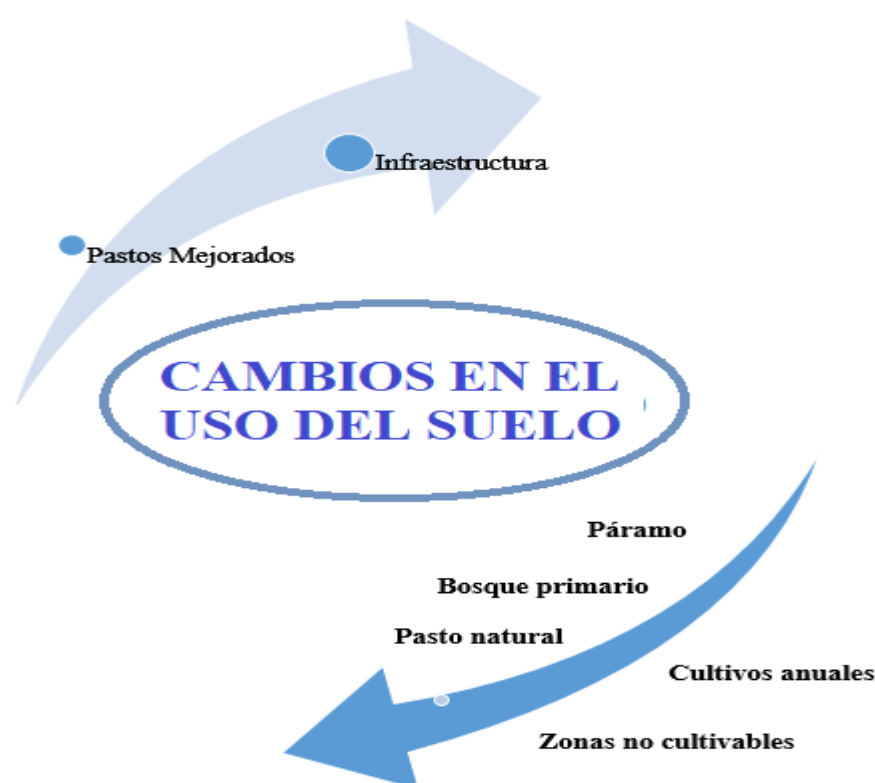 Infraestructura
Pastos Mejorados
CAMBIOS EN EL
USO DEL SUELO
Páramo
Bosque primario
Pasto natural
Cultivos anuales
Zonas no cultivables